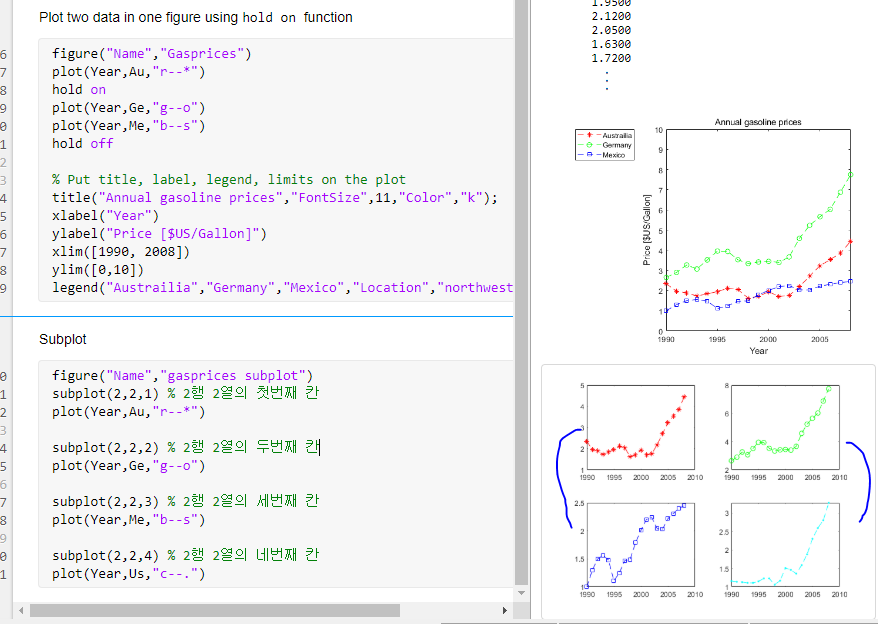 Plot two data in one figure using hold on function
6 figure("Name","Gasprices")
7 plot(Year,Au,"r--*")
8 hold on
9 plot(Year,Ge,"g--o")
0 plot(Year,Me,"b--s")
1 hold off
2
3 % Put title, label, legend, limits on the plot
4 title("Annual gasoline prices","FontSize",11,"Color","k");
5 xlabel("Year")
6 ylabel("Price [$US/Gallon]")
7 xlim([1990, 2008])
8 ylim([0,10])
9 legend("Austrailia","Germany","Mexico","Location","northwest
Subplot
0 figure("Name","gasprices subplot")
1 subplot(2,2,1) % 2행 2열의 첫번째 칸
2 plot(Year,Au,"r--*")
3
4 subplot(2,2,2) % 2행 2열의 두번째 칸
5 plot(Year,Ge,"g--o")
6
7 subplot(2,2,3) % 2행 2열의 세번째 칸
8 plot(Year,Me,"b--s")
9
0 subplot(2,2,4) % 2행 2열의 네번째 칸
1 plot(Year,Us,"c--.")
1.9500
2.1200
2.0500
1.6300
1.7200
Annual gasoline prices
Austrailia
Germany
Mexico
10
9
8
7
6
5
4
3
2
1
0
Price [$US/Gallon]
1990 1995 2000 2005
Year
5
4
3
2
1
1990 1995 2000 2005 2010
8
6
4
2
1990 1995 2000 2005 2010
2.5
2
1.5
1
1990 1995 2000 2005 2010
3
2.5
2
1.5
1
1990 1995 2000 2005 2010